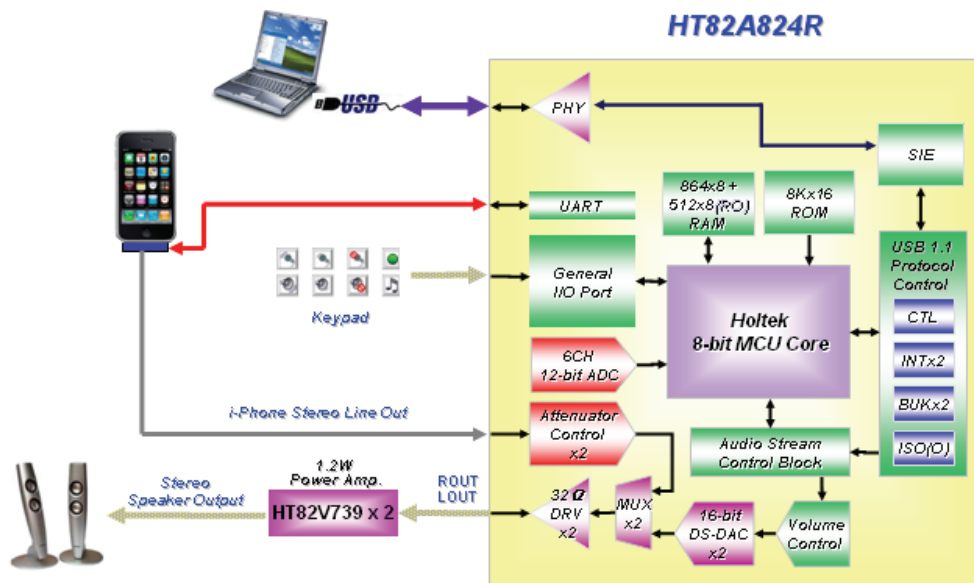 HT82A824R
USB
PHY
SIE
UART
864x8 +
512x8(RO)
RAM
8Kx16
ROM
USB 1.1
Protocol
Control
CTL
INTx2
BUKx2
ISO(O)
General
I/O Port
Keypad
Holtek
8-bit MCU Core
6CH
12-bit ADC
i-Phone Stereo Line Out
Attenuator
Control
x2
Audio Stream
Control Block
1.2W
Power Amp.
Stereo
Speaker Output
HT82V739 x 2
ROUT
LOUT
32Ω
DRV
x2
MUX
x2
16-bit
DS-DAC
x2
Volume
Control